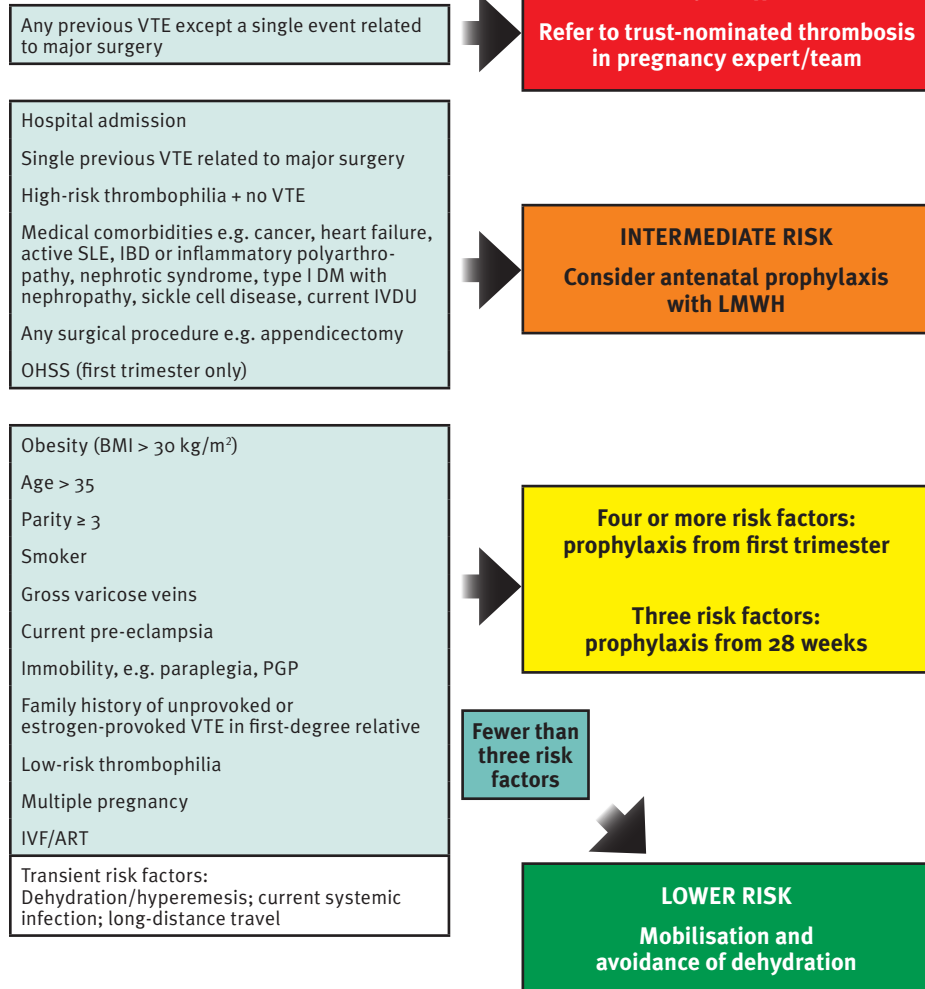 Any previous VTE except a single event related
to major surgery
Refer to trust-nominated thrombosis
in pregnancy expert/team
Hospital admission
Single previous VTE related to major surgery
High-risk thrombophilia + no VTE
Medical comorbidities e.g. cancer, heart failure,
active SLE, IBD or inflammatory polyarthro-
pathy, nephrotic syndrome, type I DM with
nephropathy, sickle cell disease, current IVDU
Any surgical procedure e.g. appendicectomy
OHSS (first trimester only)
INTERMEDIATE RISK
Consider antenatal prophylaxis
with LMWH
Obesity (BMI > 30 kg/m²)
Age > 35
Parity ≥ 3
Smoker
Gross varicose veins
Current pre-eclampsia
Immobility, e.g. paraplegia, PGP
Family history of unprovoked or
estrogen-provoked VTE in first-degree relative
Low-risk thrombophilia
Multiple pregnancy
IVF/ART
Transient risk factors:
Dehydration/hyperemesis; current systemic
infection; long-distance travel
Four or more risk factors:
prophylaxis from first trimester
Three risk factors:
prophylaxis from 28 weeks
Fewer than
three risk
factors
LOWER RISK
Mobilisation and
avoidance of dehydration